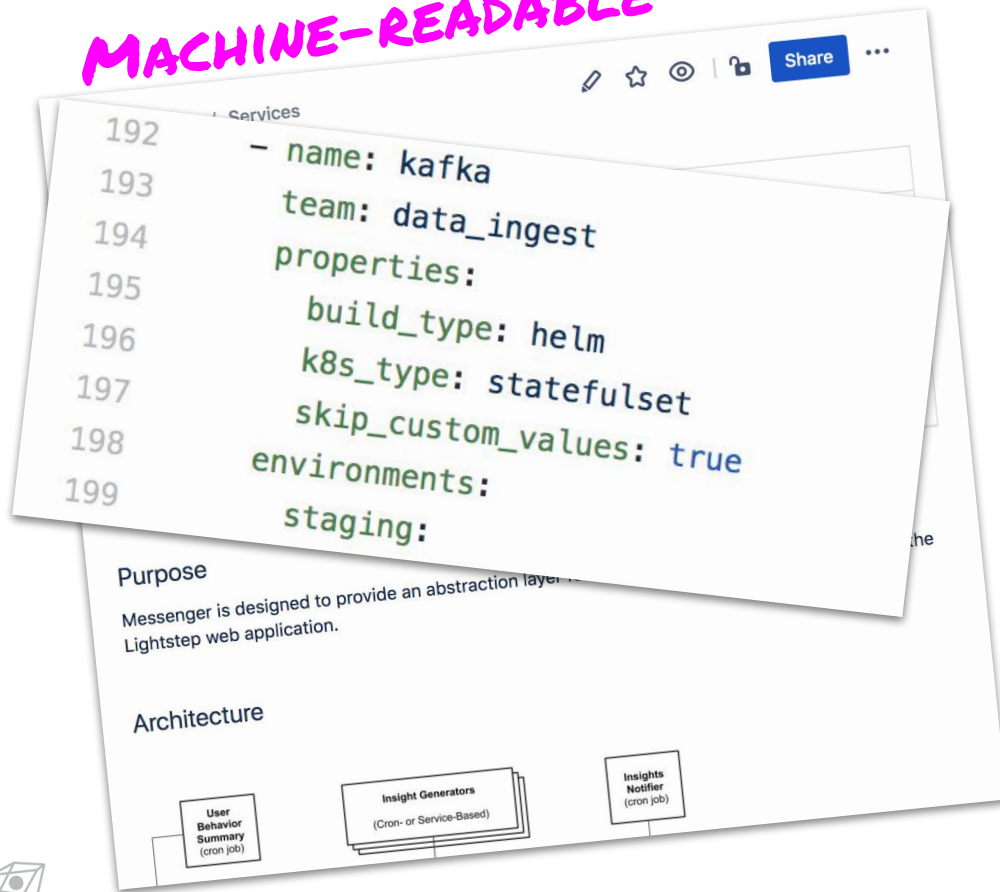 MACHINE-READABLE
/ Services
Share
192 - name: kafka
193 team: data_ingest
194 properties:
195 build_type: helm
196 k8s_type: statefulset
197 skip_custom_values: true
198 environments:
199 staging:
Purpose
Messenger is designed to provide an abstraction layer the
Lightstep web application.
Architecture
User
Behavior
Summary
(cron job)
Insight Generators
(Cron- or Service-Based)
Insights
Notifier
(cron job)